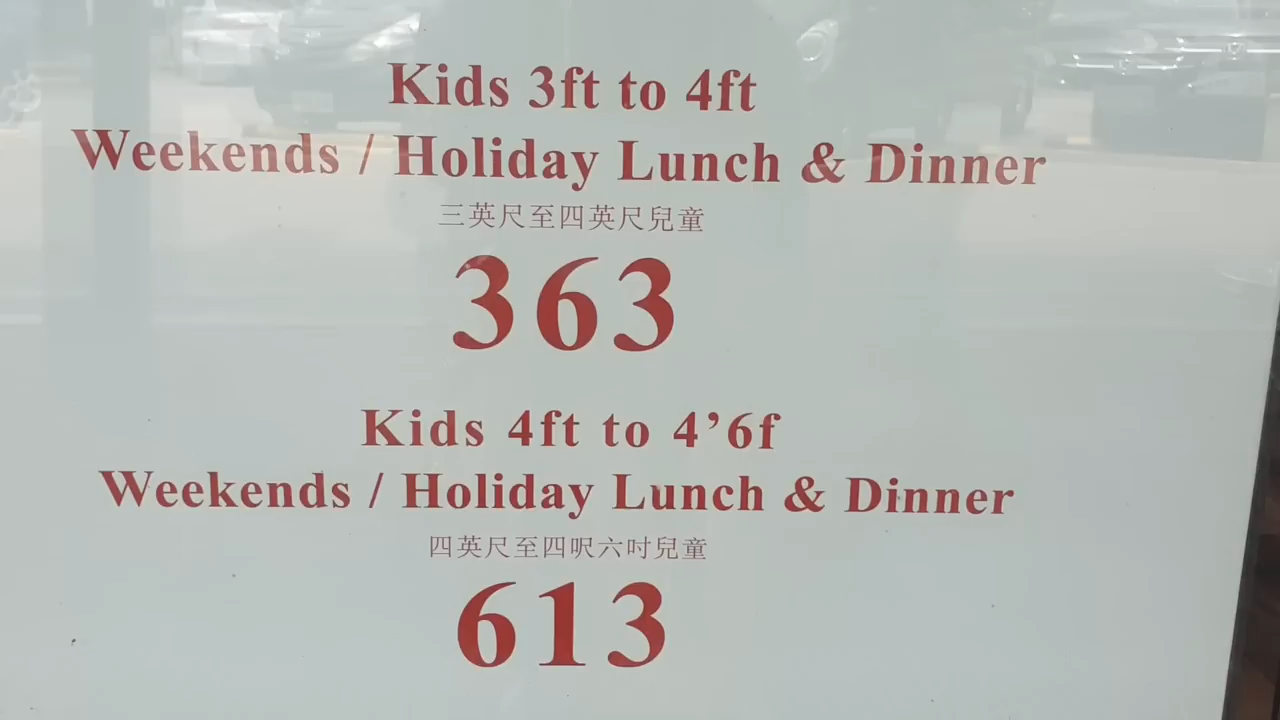 Kids 3ft to 4ft
Weekends / Holiday Lunch & Dinner
三英尺至四英尺兒童
363
Kids 4ft to 4’6f
Weekends / Holiday Lunch & Dinner
四英尺至四呎六吋兒童
613